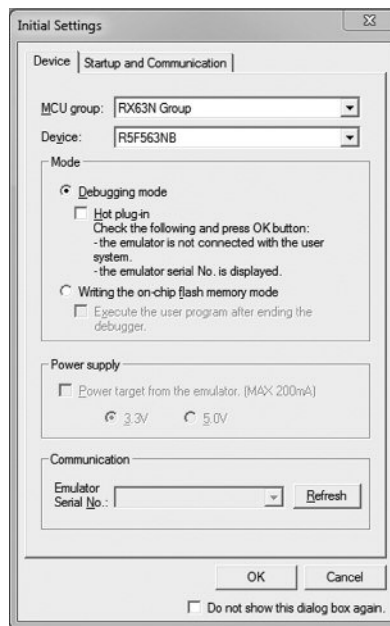 Initial Settings
Device
Startup and Communication
MCU group: RX63N Group
Device: R5F563NB
Mode
Debugging mode
Hot plug-in
Check the following and press OK button:
- the emulator is not connected with the user
system.
- the emulator serial No. is displayed.
Writing the on-chip flash memory mode
Execute the user program after ending the
debugger.
Power supply
Power target from the emulator. (MAX 200mA)
3.3V 5.0V
Communication
Emulator
Serial No.: Refresh
OK Cancel
Do not show this dialog box again.